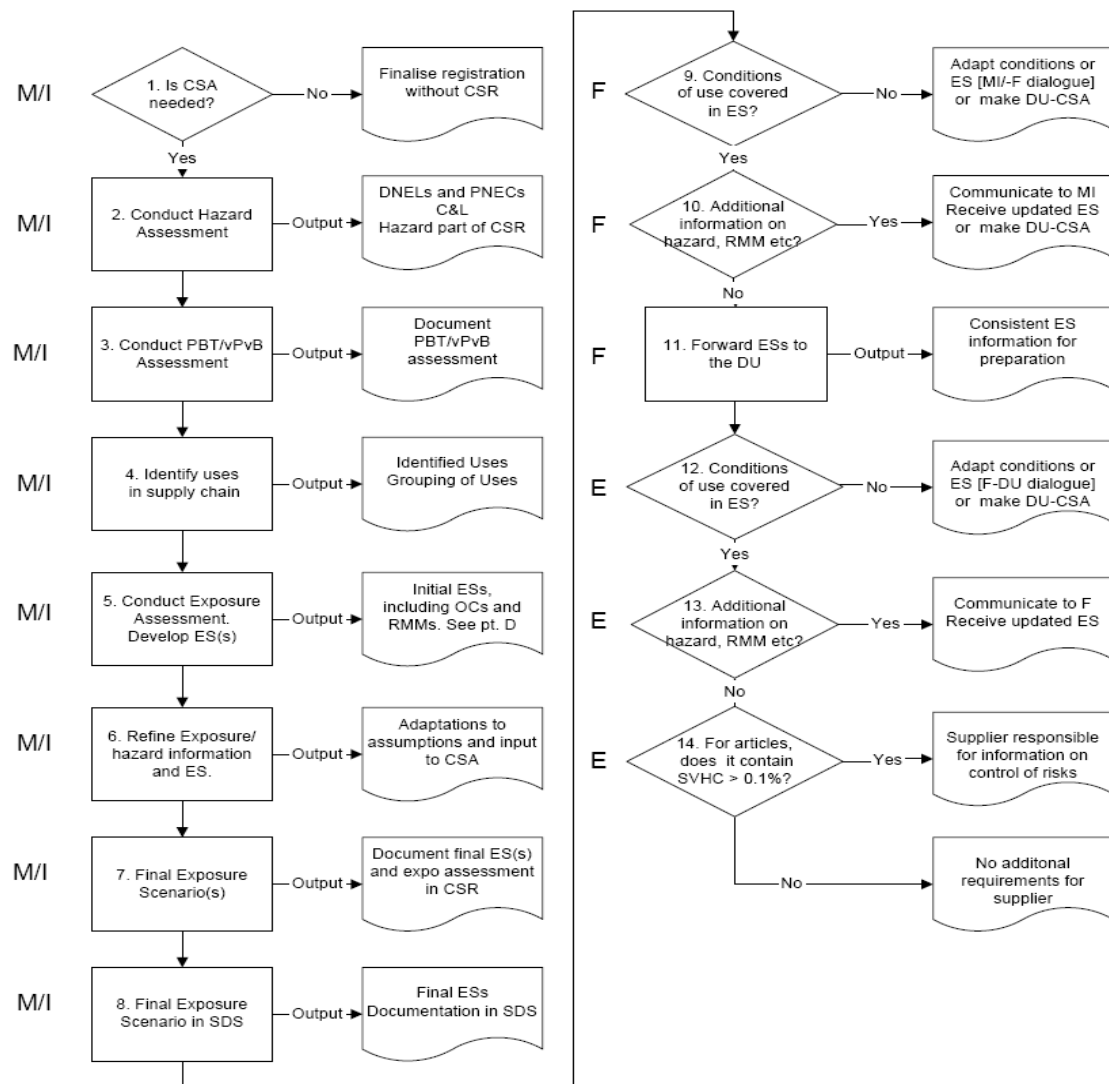 M/I
1. Is CSA
needed?
No
Finalise registration
without CSR
Yes
M/I
2. Conduct Hazard
Assessment
Output
DNELs and PNECs
C&L
Hazard part of CSR
M/I
3. Conduct PBT/vPvB
Assessment
Output
Document
PBT/vPvB
assessment
M/I
4. Identify uses
in supply chain
Output
Identified Uses
Grouping of Uses
M/I
5. Conduct Exposure
Assessment.
Develop ES(s)
Output
Initial ESs,
including OCs and
RMMs. See pt. D
M/I
6. Refine Exposure/
hazard information
and ES.
Output
Adaptations to
assumptions and input
to CSA
M/I
7. Final Exposure
Scenario(s)
Output
Document final ES(s)
and expo assessment
in CSR
M/I
8. Final Exposure
Scenario in SDS
Output
Final ESs
Documentation in SDS
F
9. Conditions
of use covered
in ES?
No
Adapt conditions or
ES [MI/-F dialogue]
or make DU-CSA
Yes
F
10. Additional
information on
hazard, RMM etc?
Yes
Communicate to MI
Receive updated ES
or make DU-CSA
No
F
11. Forward ESs to
the DU
Output
Consistent ES
information for
preparation
E
12. Conditions
of use covered
in ES?
No
Adapt conditions or
ES [F-DU dialogue]
or make DU-CSA
Yes
E
13. Additional
information on
hazard, RMM etc?
Yes
Communicate to F
Receive updated ES
No
E
14. For articles,
does it contain
SVHC > 0.1%?
Yes
Supplier responsible
for information on
control of risks
No
No additonal
requirements for
supplier